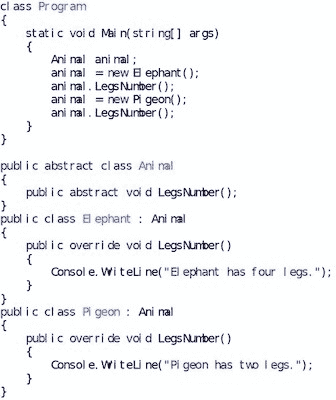 class Program
{
    static void Main(string[] args)
    {
        Animal animal;
        animal = new Elephant();
        animal.LegsNumber();
        animal = new Pigeon();
        animal.LegsNumber();
    }
}

public abstract class Animal
{
    public abstract void LegsNumber();
}
public class Elephant : Animal
{
    public override void LegsNumber()
    {
        Console.WriteLine("Elephant has four legs.");
    }
}
public class Pigeon : Animal
{
    public override void LegsNumber()
    {
        Console.WriteLine("Pigeon has two legs.");
    }
}